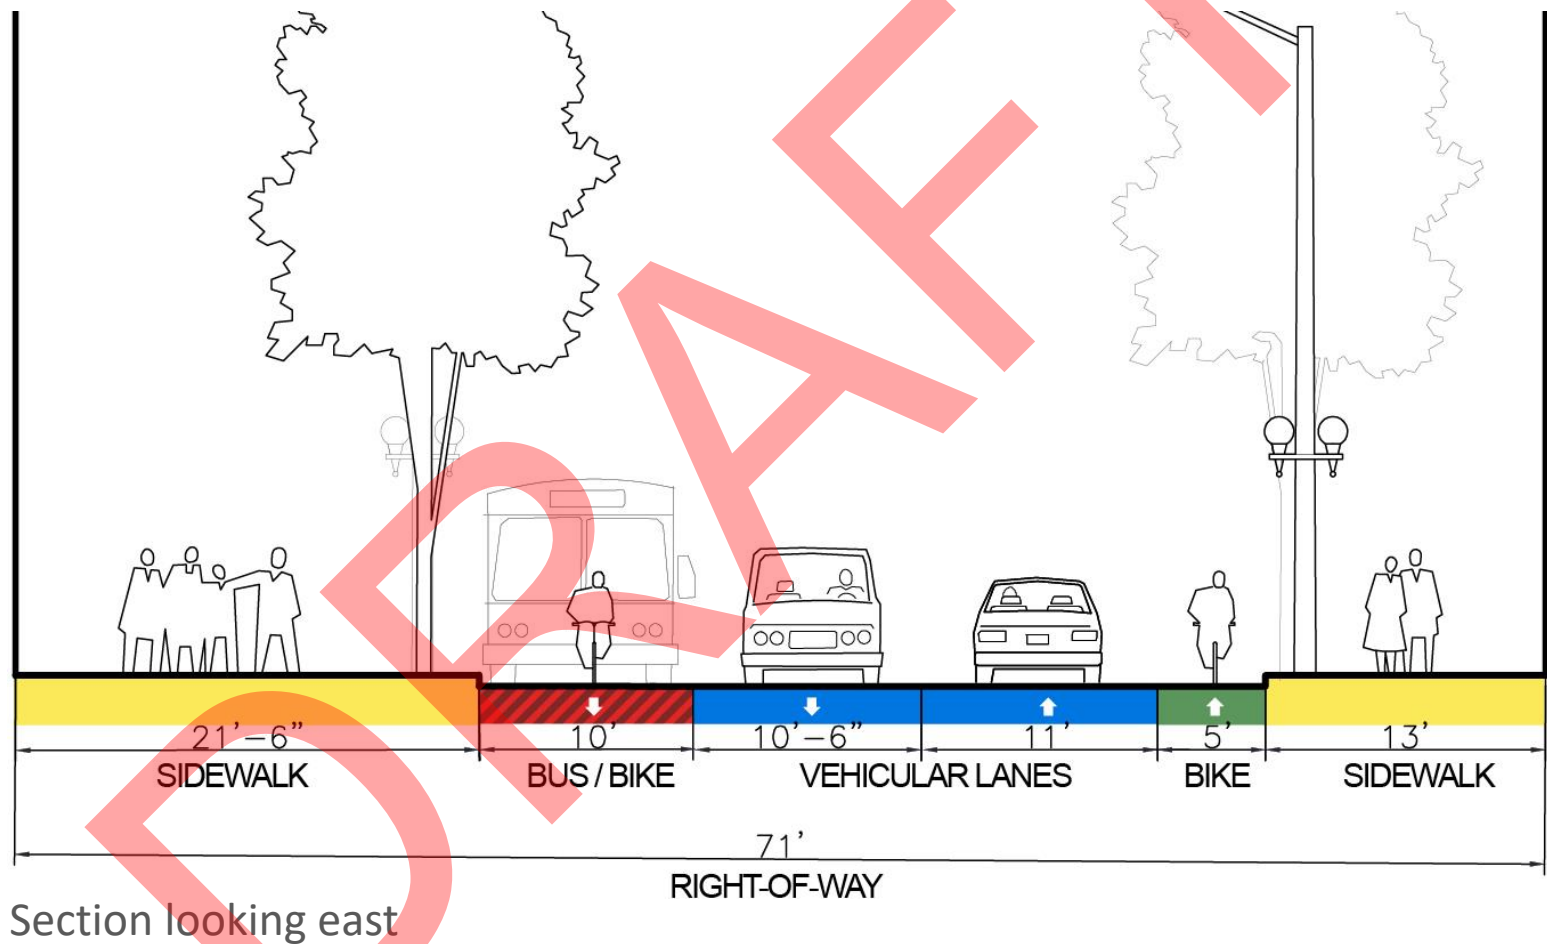 DRAFT
21'-6" 10' 10'-6" 11' 5' 13'
SIDEWALK BUS / BIKE VEHICULAR LANES BIKE SIDEWALK
71'
RIGHT-OF-WAY
Section looking east